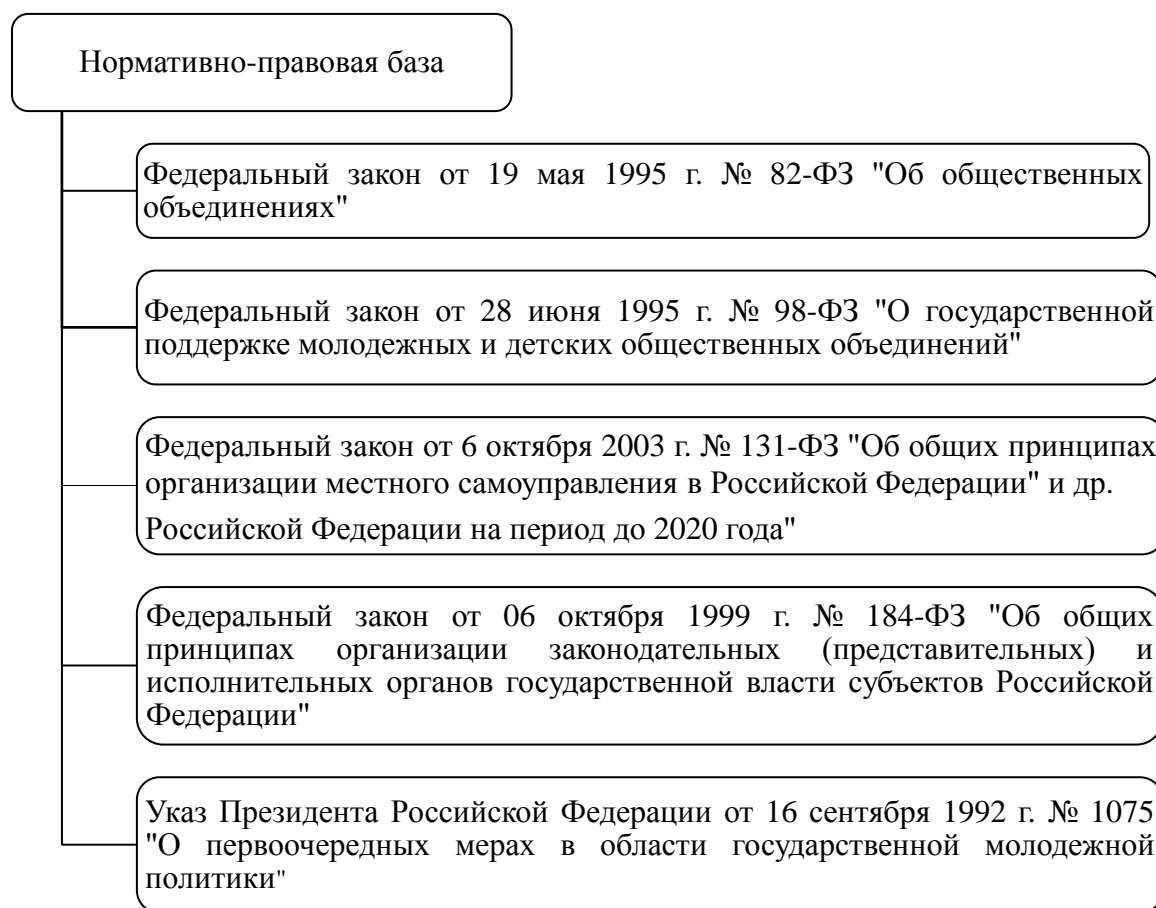 Нормативно-правовая база
Федеральный закон от 19 мая 1995 г. № 82-ФЗ "Об общественных
объединениях"
Федеральный закон от 28 июня 1995 г. № 98-ФЗ "О государственной
поддержке молодежных и детских общественных объединений"
Федеральный закон от 6 октября 2003 г. № 131-ФЗ "Об общих принципах
организации местного самоуправления в Российской Федерации" и др.
Российской Федерации на период до 2020 года"
Федеральный закон от 06 октября 1999 г. № 184-ФЗ "Об общих
принципах организации законодательных (представительных) и
исполнительных органов государственной власти субъектов Российской
Федерации"
Указ Президента Российской Федерации от 16 сентября 1992 г. № 1075
"О первоочередных мерах в области государственной молодежной
политики"